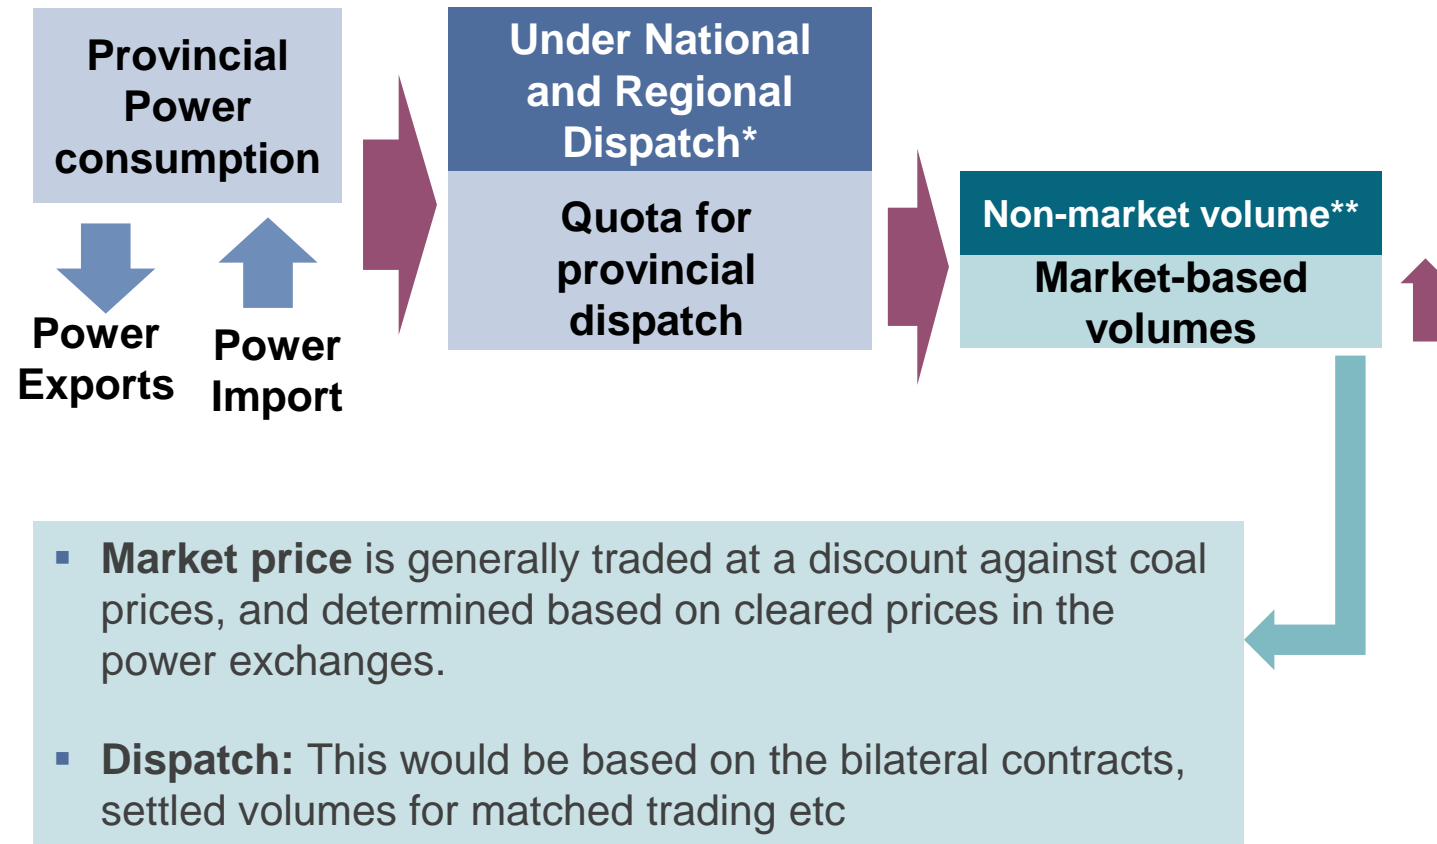 Provincial
Power
consumption
Power
Exports
Power
Import
Under National
and Regional
Dispatch*
Quota for
provincial
dispatch
Non-market volume**
Market-based
volumes
▪ Market price is generally traded at a discount against coal
prices, and determined based on cleared prices in the
power exchanges.
▪ Dispatch: This would be based on the bilateral contracts,
settled volumes for matched trading etc